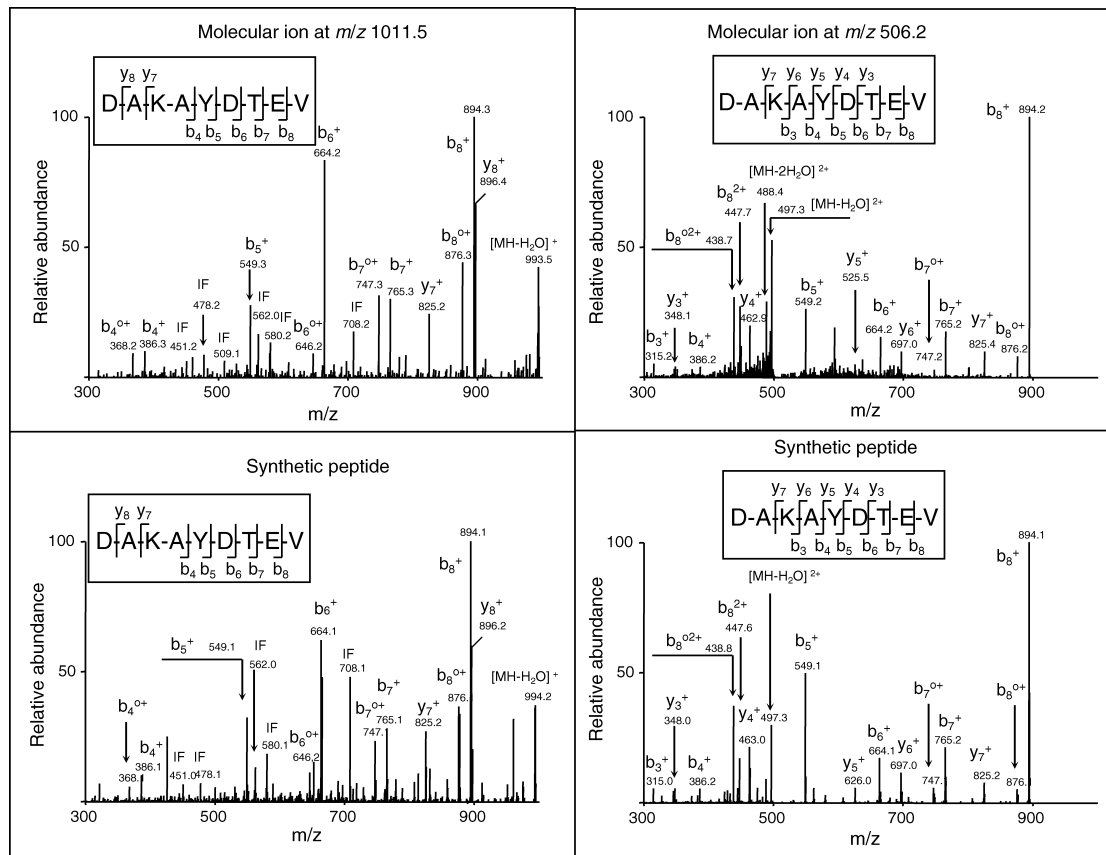 Molecular ion at m/z 1011.5
y8 y7
D-A-K-A-Y-D-T-E-V
b4 b5 b6 b7 b8
Relative abundance
100
50
b4o+
368.2
b4+
386.3
IF
451.2
IF
478.2
IF
509.1
b5+
549.3
IF
562.0
IF
580.2
b6o+
646.2
b6+
664.2
IF
708.2
b7o+
747.3
b7+
765.3
y7+
825.2
b8o+
876.3
b8+
894.3
y8+
896.4
[MH-H2O]+
993.5
300 500 700 900
m/z
Molecular ion at m/z 506.2
y7 y6 y5 y4 y3
D-A-K-A-Y-D-T-E-V
b3 b4 b5 b6 b7 b8
Relative abundance
100
50
b3+
315.2
y3+
348.1
b4+
386.2
b8o2+
438.7
b82+
447.7
y4+
462.9
[MH-2H2O]2+
488.4
[MH-H2O]2+
497.3
b5+
549.2
y5+
525.5
b6+
664.2
y6+
697.0
b7o+
747.2
b7+
765.2
y7+
825.4
b8o+
876.2
b8+
894.2
300 500 700 900
m/z
Synthetic peptide
y8 y7
D-A-K-A-Y-D-T-E-V
b4 b5 b6 b7 b8
Relative abundance
100
50
b4o+
368.1
b4+
386.1
IF
451.0
IF
478.1
b5+
549.1
IF
562.0
IF
580.1
b6o+
646.2
b6+
664.1
IF
708.1
b7o+
747.
b7+
765.1
y7+
825.2
b8o+
876.
b8+
894.1
y8+
896.2
[MH-H2O]+
994.2
300 500 700 900
m/z
Synthetic peptide
y7 y6 y5 y4 y3
D-A-K-A-Y-D-T-E-V
b3 b4 b5 b6 b7 b8
Relative abundance
100
50
b3+
315.0
y3+
348.0
b4+
386.2
b8o2+
438.8
b82+
447.6
y4+
463.0
[MH-H2O]2+
497.3
b5+
549.1
y5+
626.0
b6+
664.1
y6+
697.0
b7o+
747.
b7+
765.2
y7+
825.2
b8o+
876.
b8+
894.1
300 500 700 900
m/z